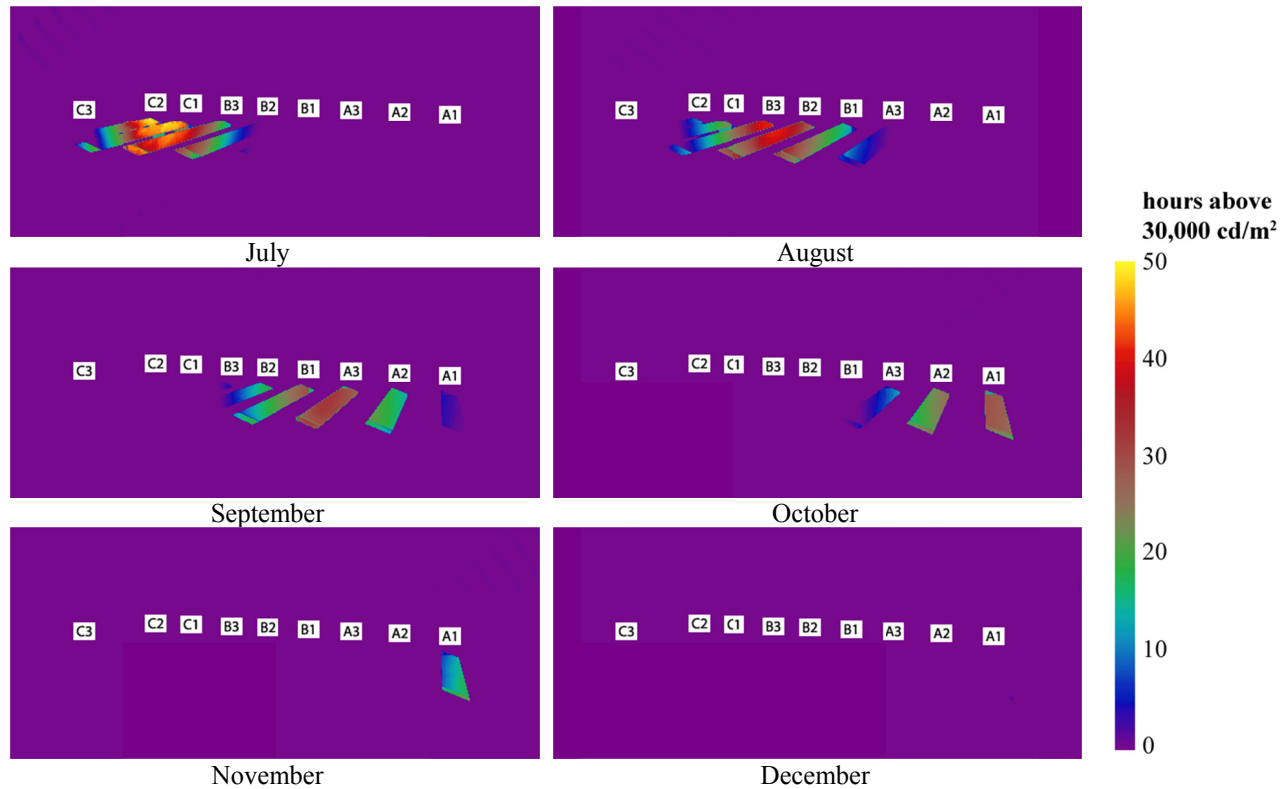 C3 C2 C1 B3 B2 B1 A3 A2 A1
July
C3 C2 C1 B3 B2 B1 A3 A2 A1
August
C3 C2 C1 B3 B2 B1 A3 A2 A1
September
C3 C2 C1 B3 B2 B1 A3 A2 A1
October
C3 C2 C1 B3 B2 B1 A3 A2 A1
November
C3 C2 C1 B3 B2 B1 A3 A2 A1
December
hours above
30,000 cd/m²
50
40
30
20
10
0